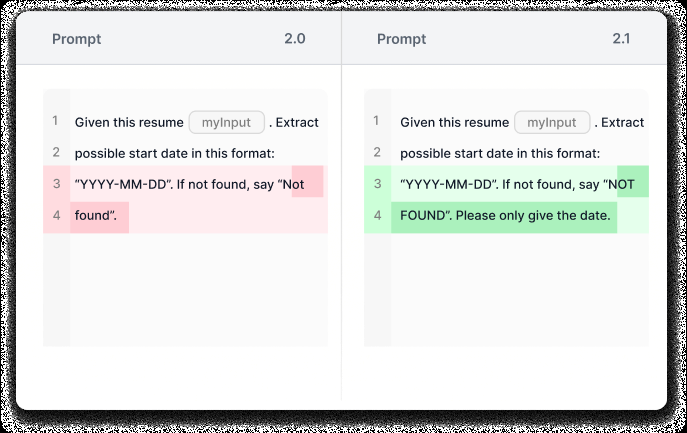 Prompt 2.0
1 Given this resume myInput . Extract
2 possible start date in this format:
3 “YYYY-MM-DD”. If not found, say “Not
4 found”.
Prompt 2.1
1 Given this resume myInput . Extract
2 possible start date in this format:
3 “YYYY-MM-DD”. If not found, say “NOT
4 FOUND”. Please only give the date.